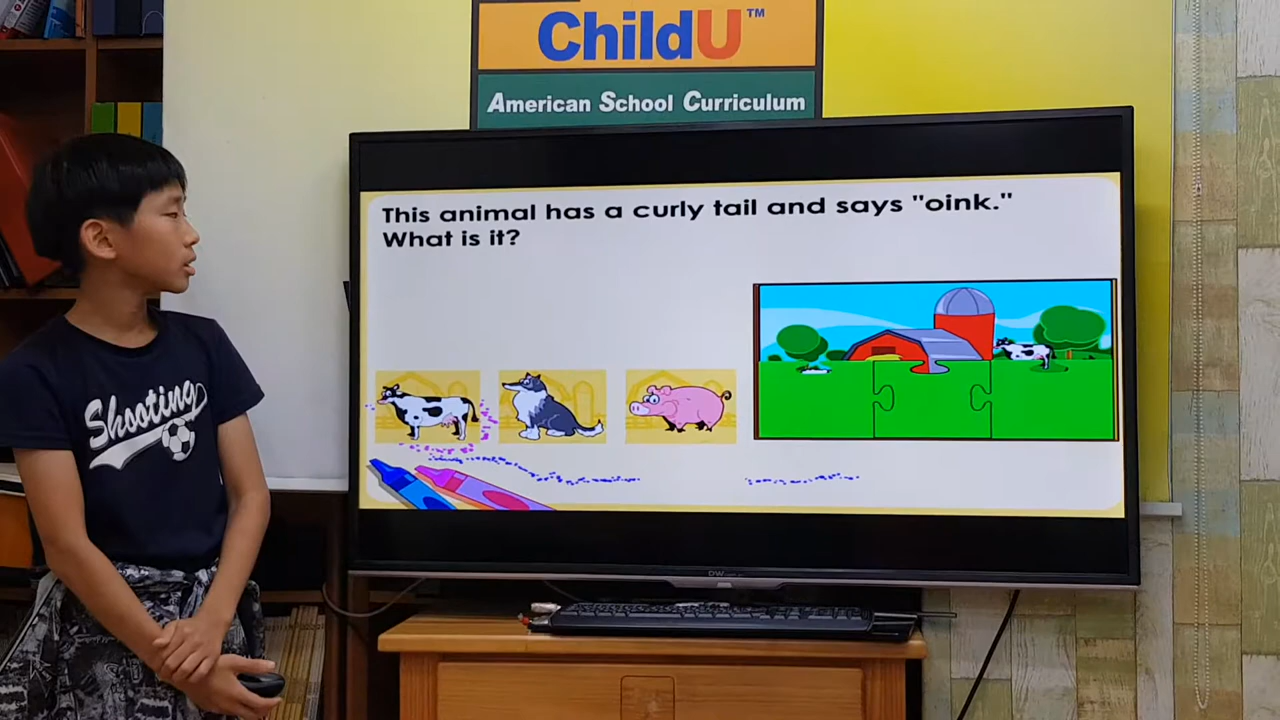 ChildU™
American School Curriculum
This animal has a curly tail and says "oink."
What is it?
Shooting